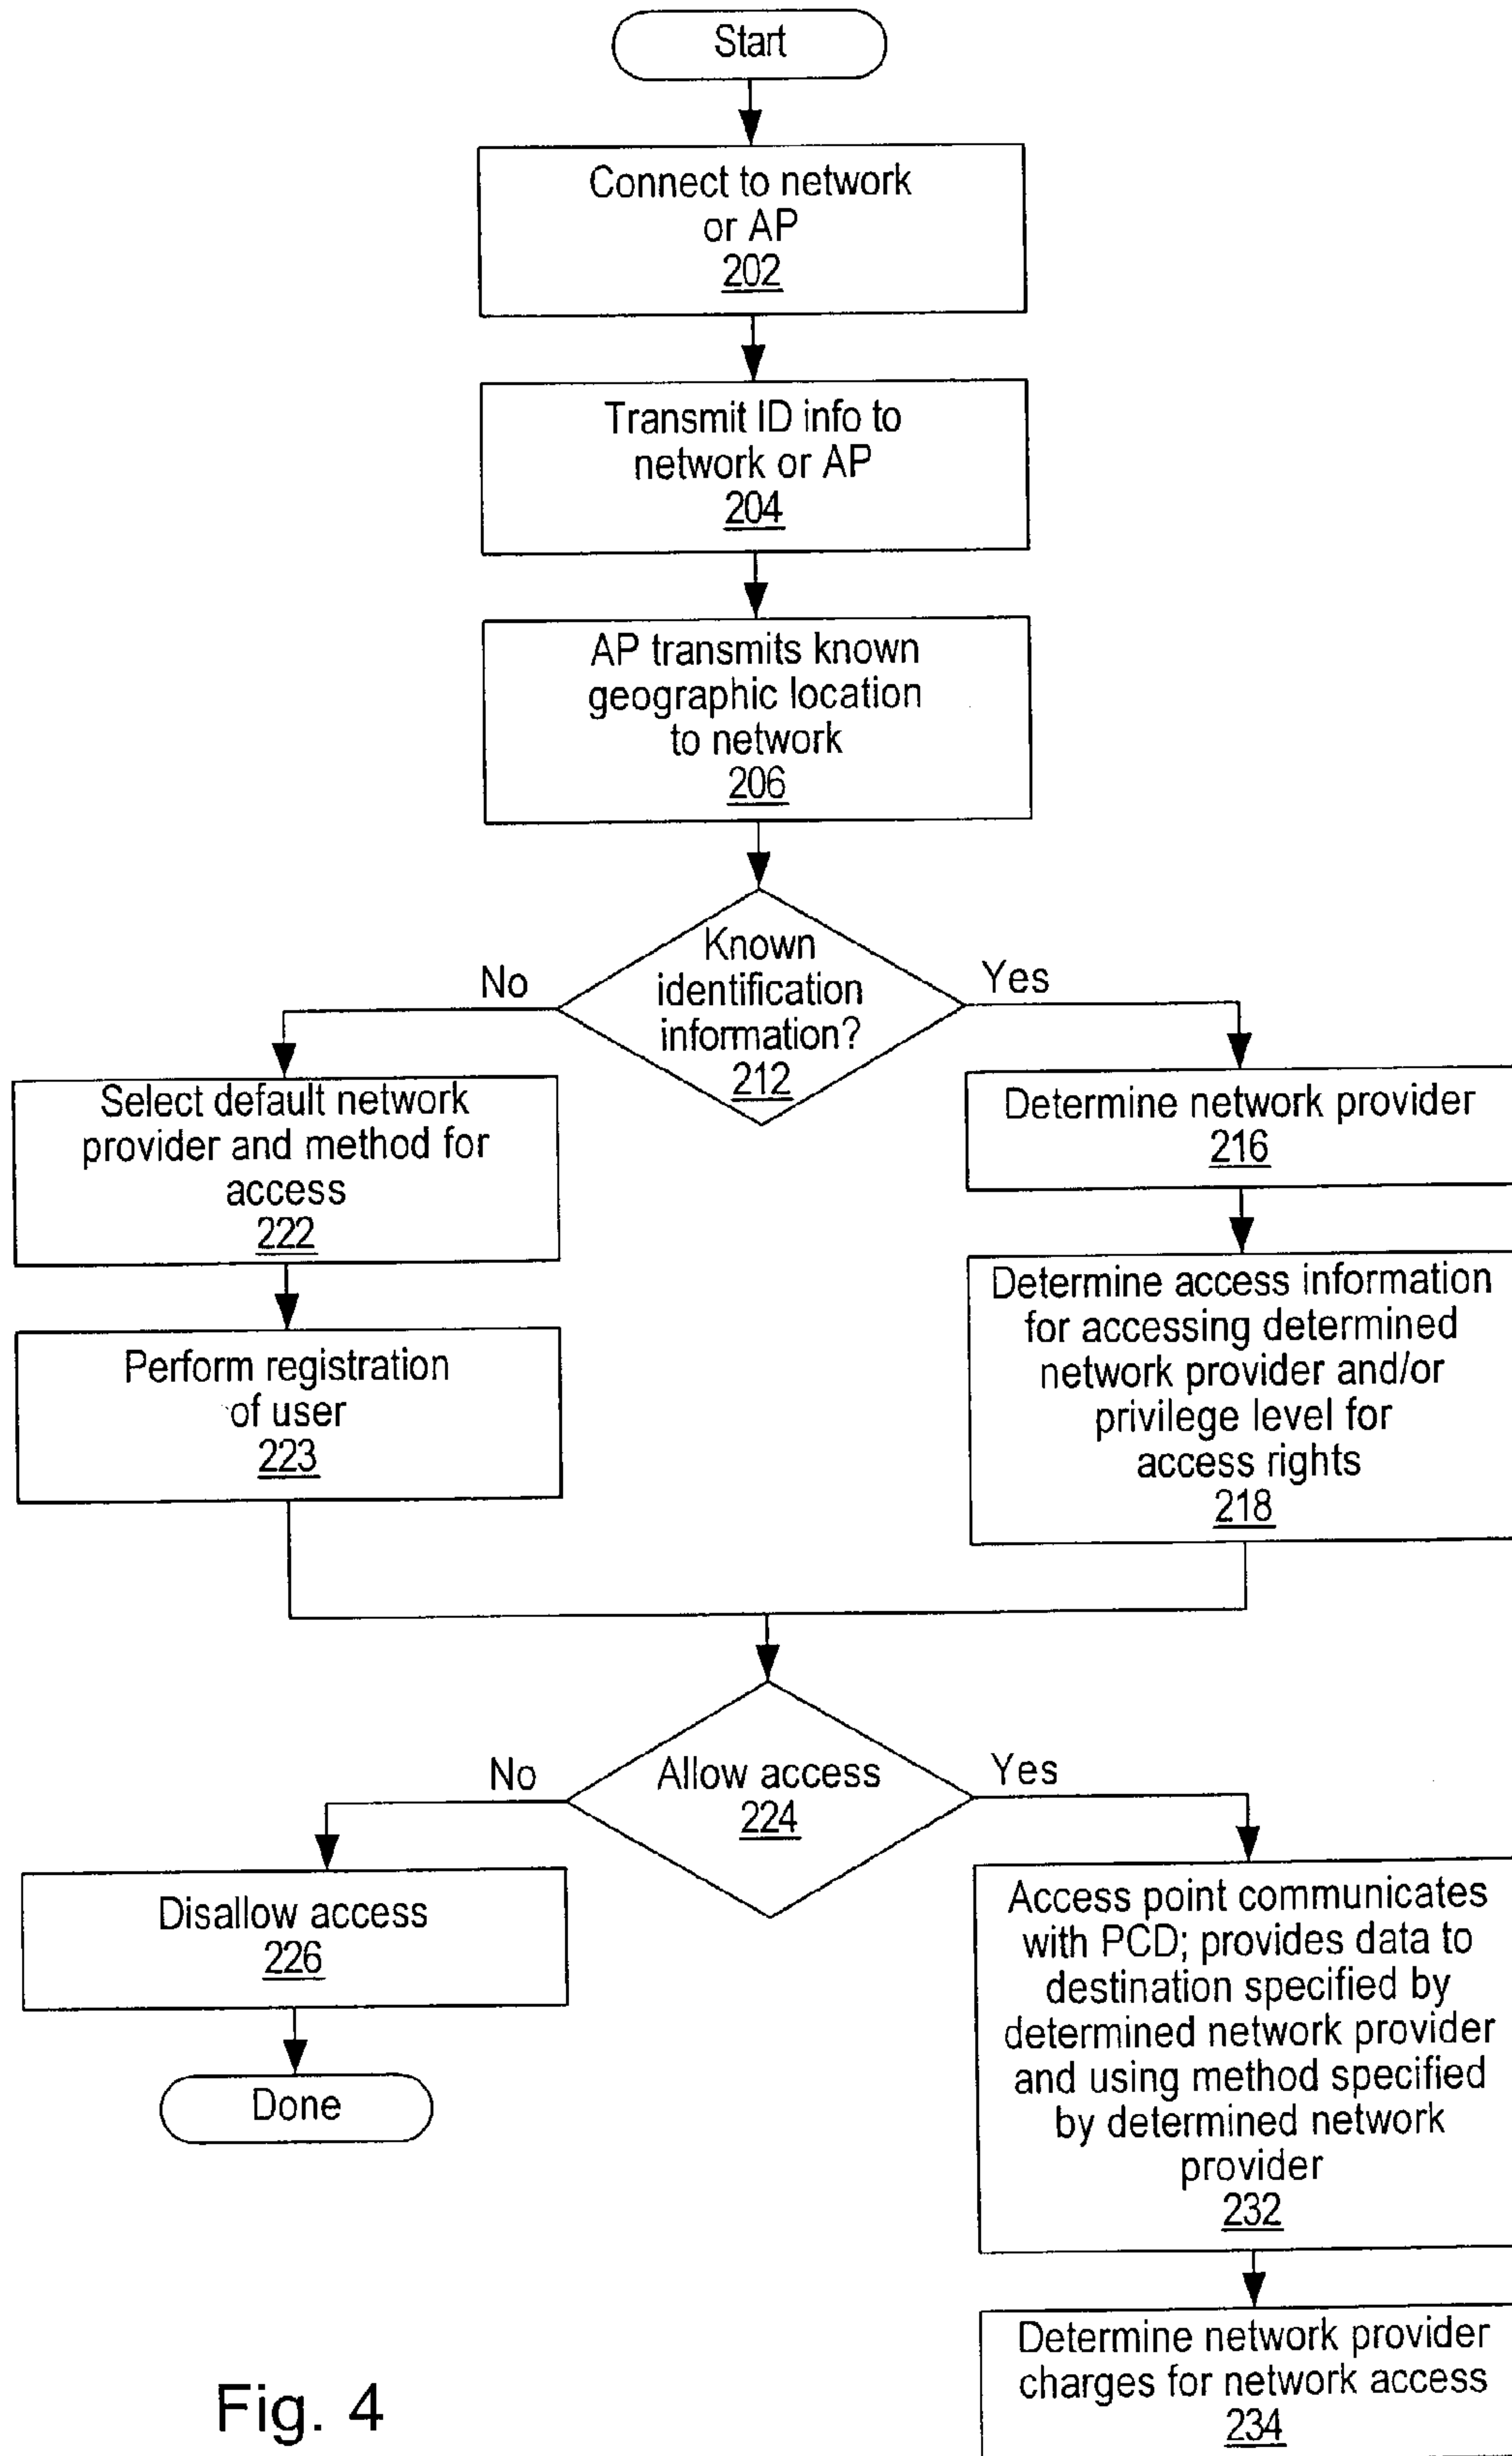 Start
Connect to network
or AP
202
Transmit ID info to
network or AP
204
AP transmits known
geographic location
to network
206
Known
identification
information?
212
No
Yes
Select default network
provider and method for
access
222
Perform registration
of user
223
Determine network provider
216
Determine access information
for accessing determined
network provider and/or
privilege level for
access rights
218
Allow access
224
No
Yes
Disallow access
226
Done
Access point communicates
with PCD; provides data to
destination specified by
determined network provider
and using method specified
by determined network
provider
232
Determine network provider
charges for network access
234
Fig. 4